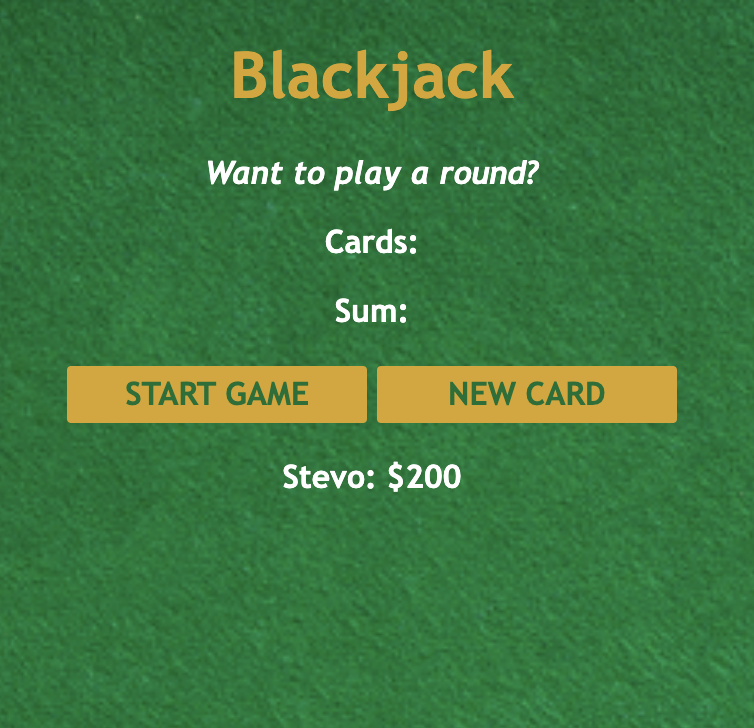 Blackjack
Want to play a round?
Cards:
Sum:
START GAME NEW CARD
Stevo: $200